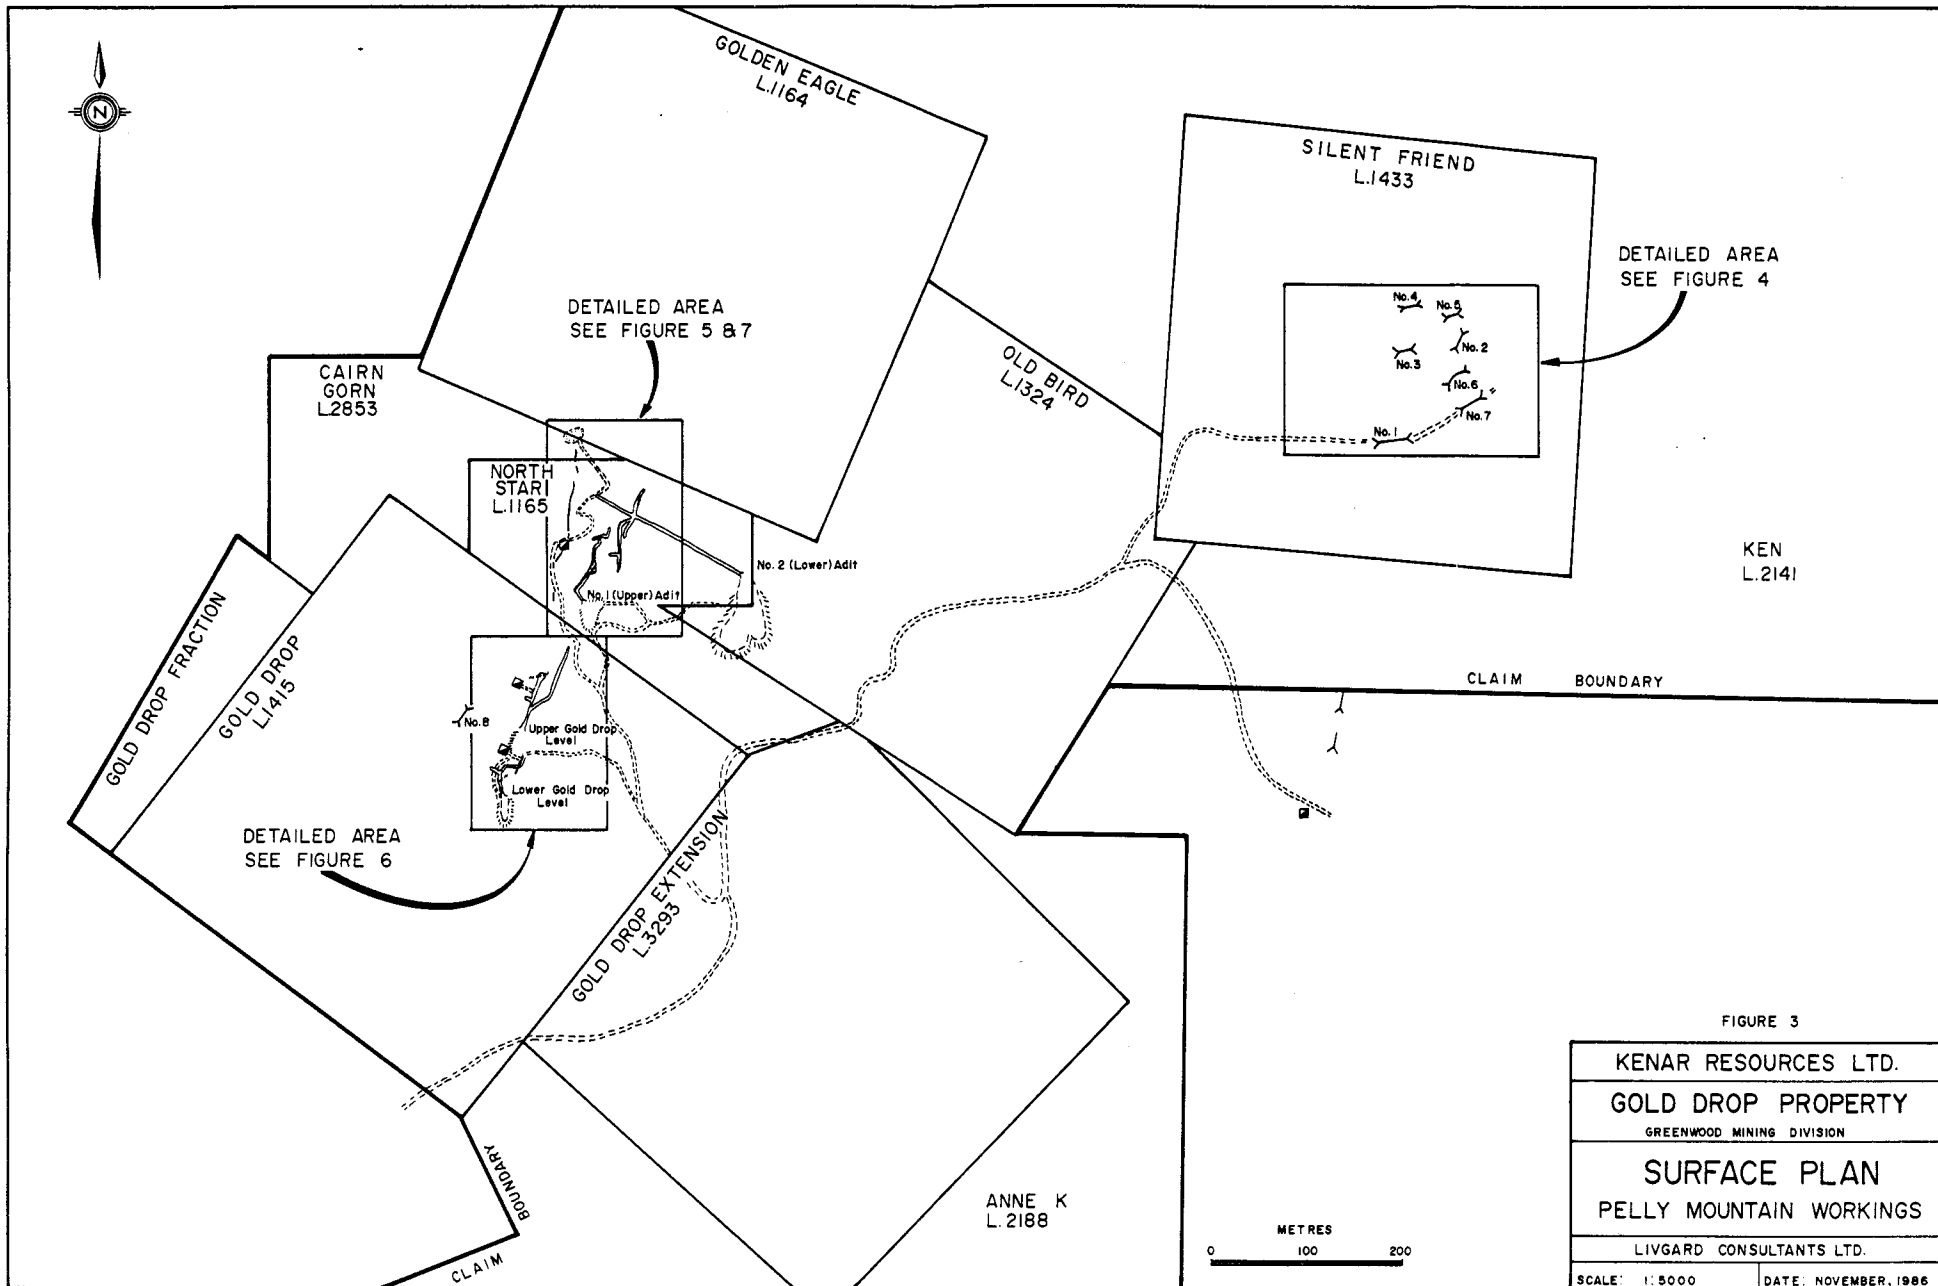 N
GOLDEN EAGLE
L.1164
SILENT FRIEND
L.1433
DETAILED AREA
SEE FIGURE 4
DETAILED AREA
SEE FIGURE 5 & 7
No.4
No.5
No.2
No.3
No.6
No.7
No.1
OLD BIRD
L.1324
CAIRN
GORN
L.2853
NORTH
STAR
L.1165
No. 2 (Lower) Adit
No. 1 (Upper) Adit
KEN
L.2141
GOLD DROP FRACTION
GOLD DROP
L.1415
CLAIM BOUNDARY
No.8
Upper Gold Drop
Level
Lower Gold Drop
Level
DETAILED AREA
SEE FIGURE 6
GOLD DROP EXTENSION
L.3293
FIGURE 3
KENAR RESOURCES LTD.
GOLD DROP PROPERTY
GREENWOOD MINING DIVISION
SURFACE PLAN
PELLY MOUNTAIN WORKINGS
LIVGARD CONSULTANTS LTD.
SCALE: 1:5000
DATE: NOVEMBER, 1986
ANNE K
L.2188
METRES
0 100 200
CLAIM
BOUNDARY